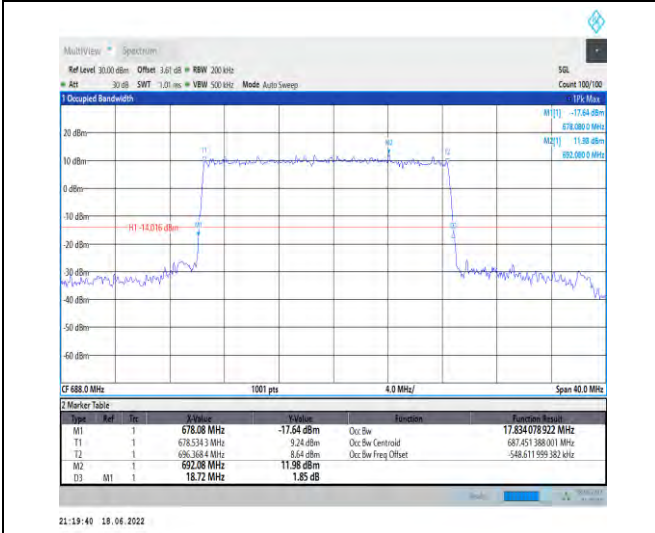 MultiView Spectrum
Ref Level 30.00 dBm Offset 3.61 dB RBW 200 kHz SGL
Att 30 dB SWT 1.01 ms VBW 500 kHz Mode Auto Sweep Count 100/100
1 Occupied Bandwidth 1Pk Max
M1[1] -17.64 dBm
678.080 0 MHz
M2[1] 11.98 dBm
692.080 0 MHz
20 dBm
M2
T1 T2
10 dBm
0 dBm
-10 dBm
H1 -14.016 dBm M1
-20 dBm
-30 dBm
-40 dBm
-50 dBm
-60 dBm
CF 688.0 MHz 1001 pts 4.0 MHz/ Span 40.0 MHz
2 Marker Table
Type Ref Trc X-Value Y-Value Function Function Result
M1 1 678.08 MHz -17.64 dBm Occ Bw 17.834 078 922 MHz
T1 1 678.534 3 MHz 9.24 dBm Occ Bw Centroid 687.451 388 001 MHz
T2 1 696.368 4 MHz 8.64 dBm Occ Bw Freq Offset -548.611 999 382 kHz
M2 1 692.08 MHz 11.98 dBm
D3 M1 1 18.72 MHz 1.85 dB
21:19:40 18.06.2022